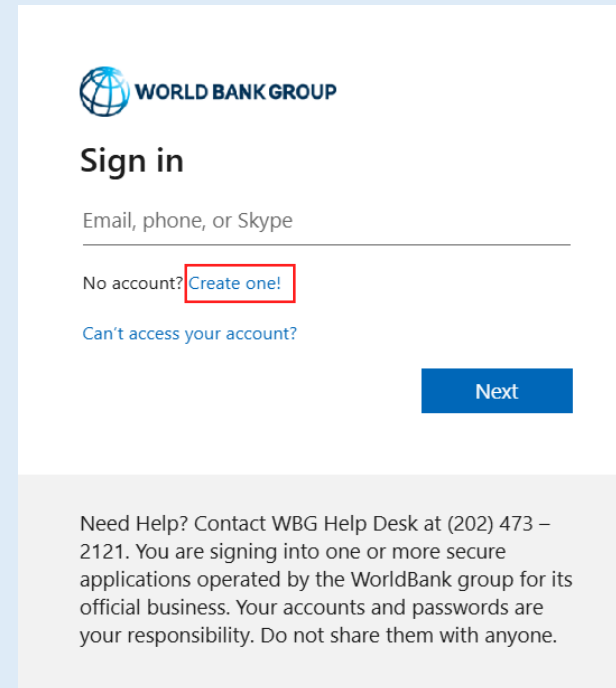 WORLD BANK GROUP
Sign in
Email, phone, or Skype
No account? Create one!
Can't access your account?
Next
Need Help? Contact WBG Help Desk at (202) 473 –
2121. You are signing into one or more secure
applications operated by the WorldBank group for its
official business. Your accounts and passwords are
your responsibility. Do not share them with anyone.